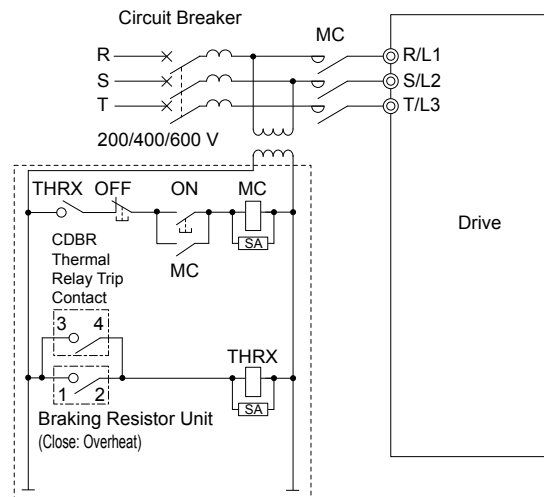 Circuit Breaker
MC
R
R/L1
S
S/L2
T
T/L3
200/400/600 V
THRX OFF ON MC
SA
MC
Drive
CDBR
Thermal
Relay Trip
Contact
3 4
THRX
1 2
SA
Braking Resistor Unit
(Close: Overheat)